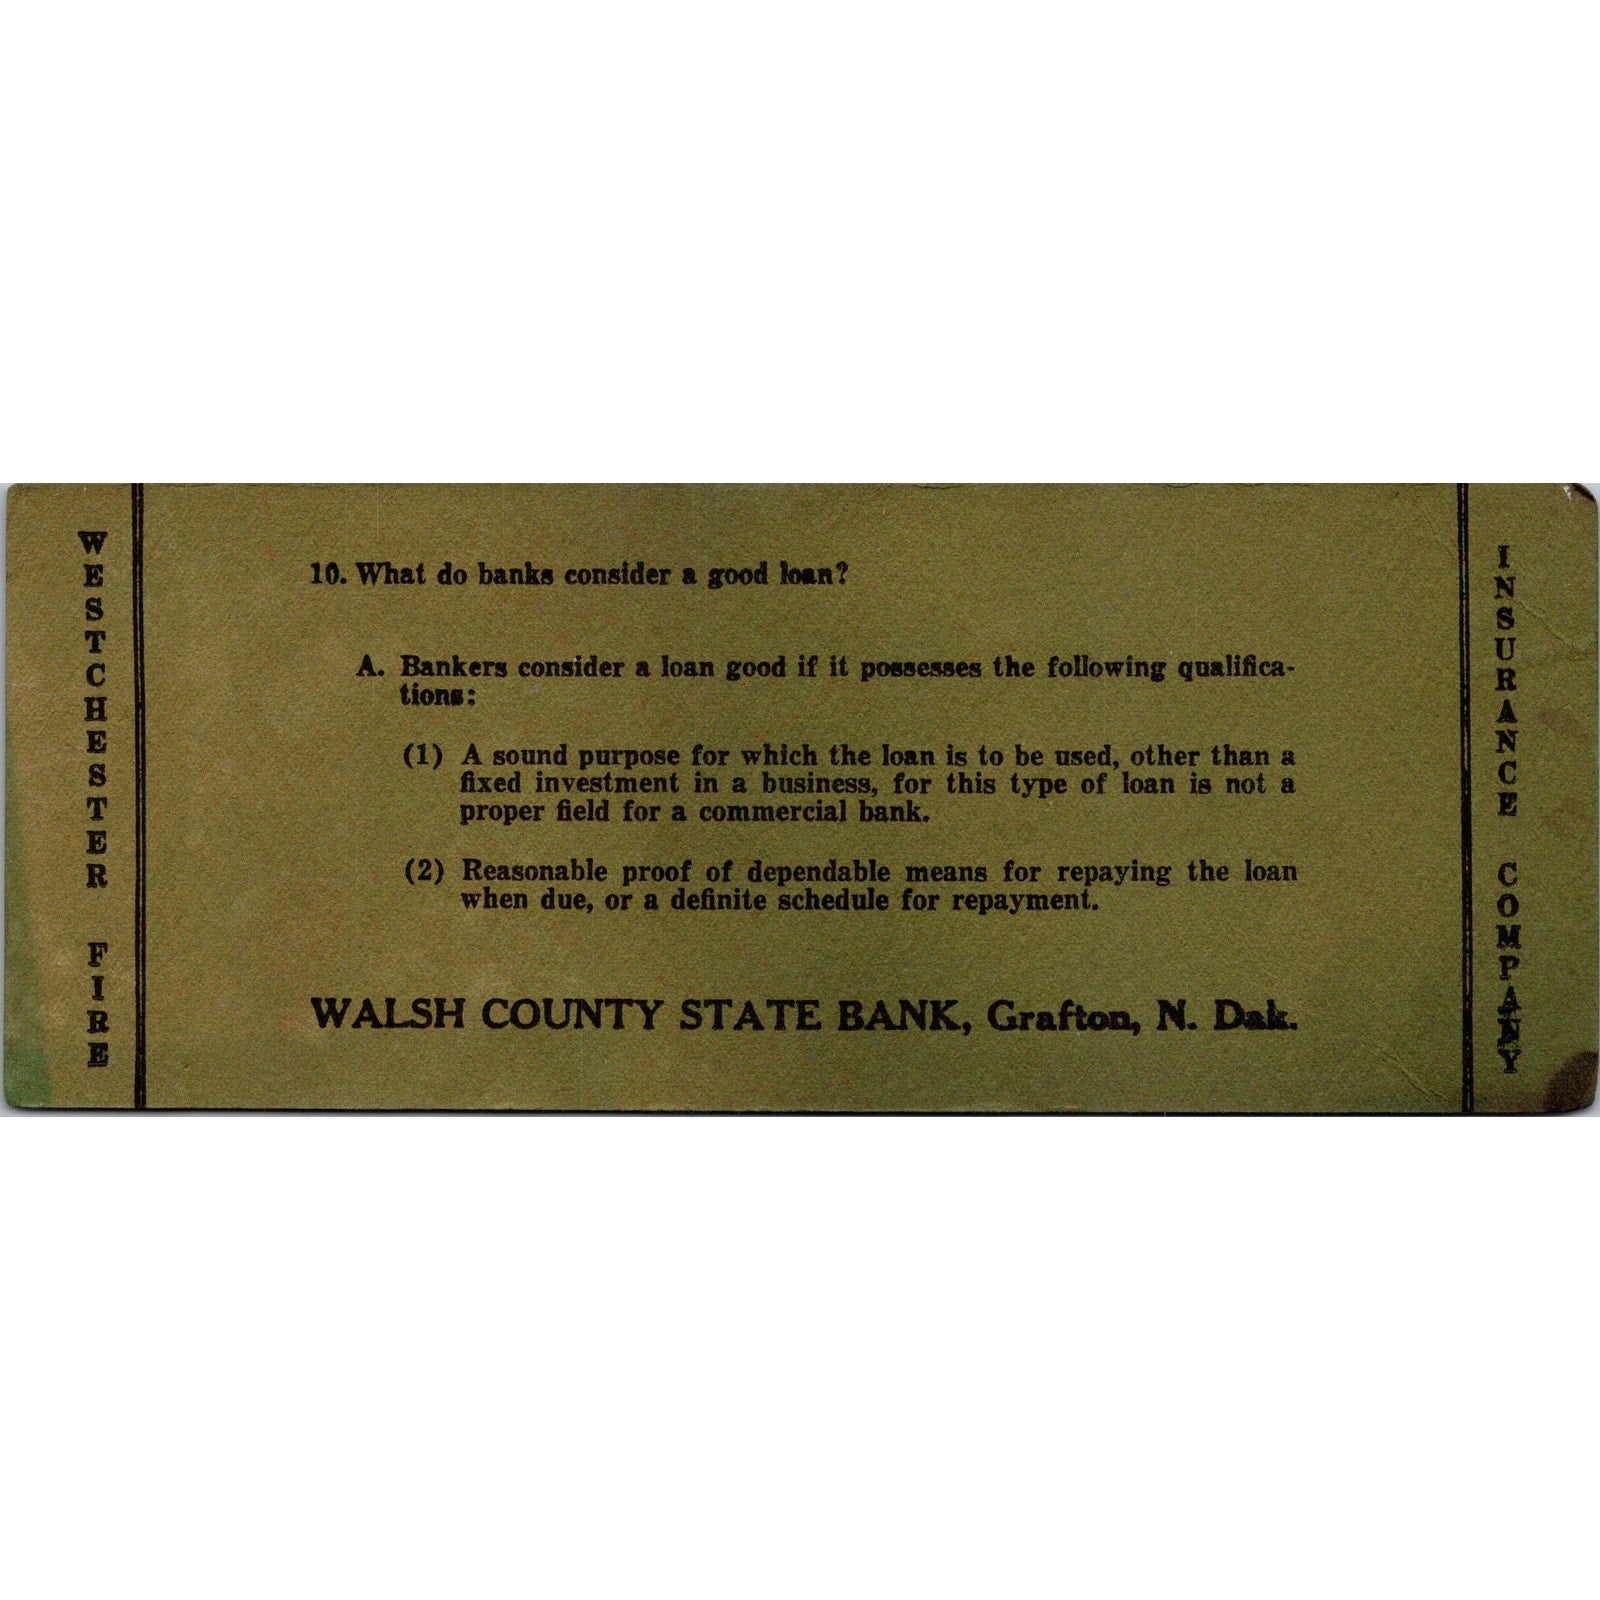 WESTCHESTER FIRE
10. What do banks consider a good loan?
A. Bankers consider a loan good if it possesses the following qualifica-
tions:
(1) A sound purpose for which the loan is to be used, other than a
fixed investment in a business, for this type of loan is not a
proper field for a commercial bank.
(2) Reasonable proof of dependable means for repaying the loan
when due, or a definite schedule for repayment.
WALSH COUNTY STATE BANK, Grafton, N. Dak.
INSURANCE COMPANY